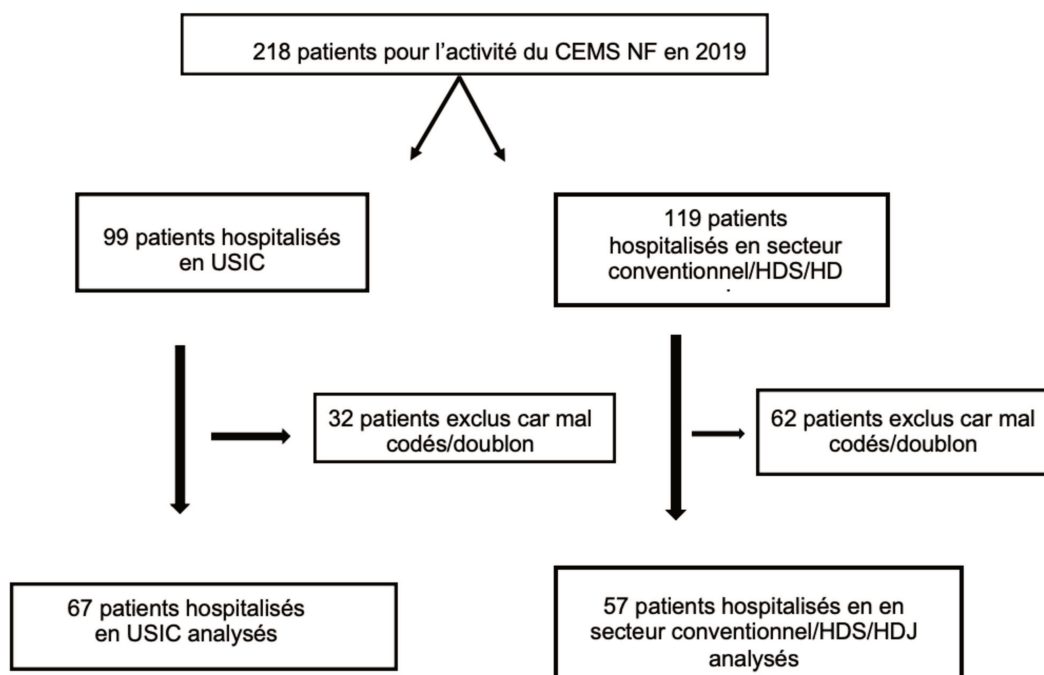 218 patients pour l'activité du CEMS NF en 2019
99 patients hospitalisés
en USIC
119 patients
hospitalisés en secteur
conventionnel/HDS/HD
.
32 patients exclus car mal
codés/doublon
62 patients exclus car mal
codés/doublon
67 patients hospitalisés
en USIC analysés
57 patients hospitalisés en en
secteur conventionnel/HDS/HDJ
analysés